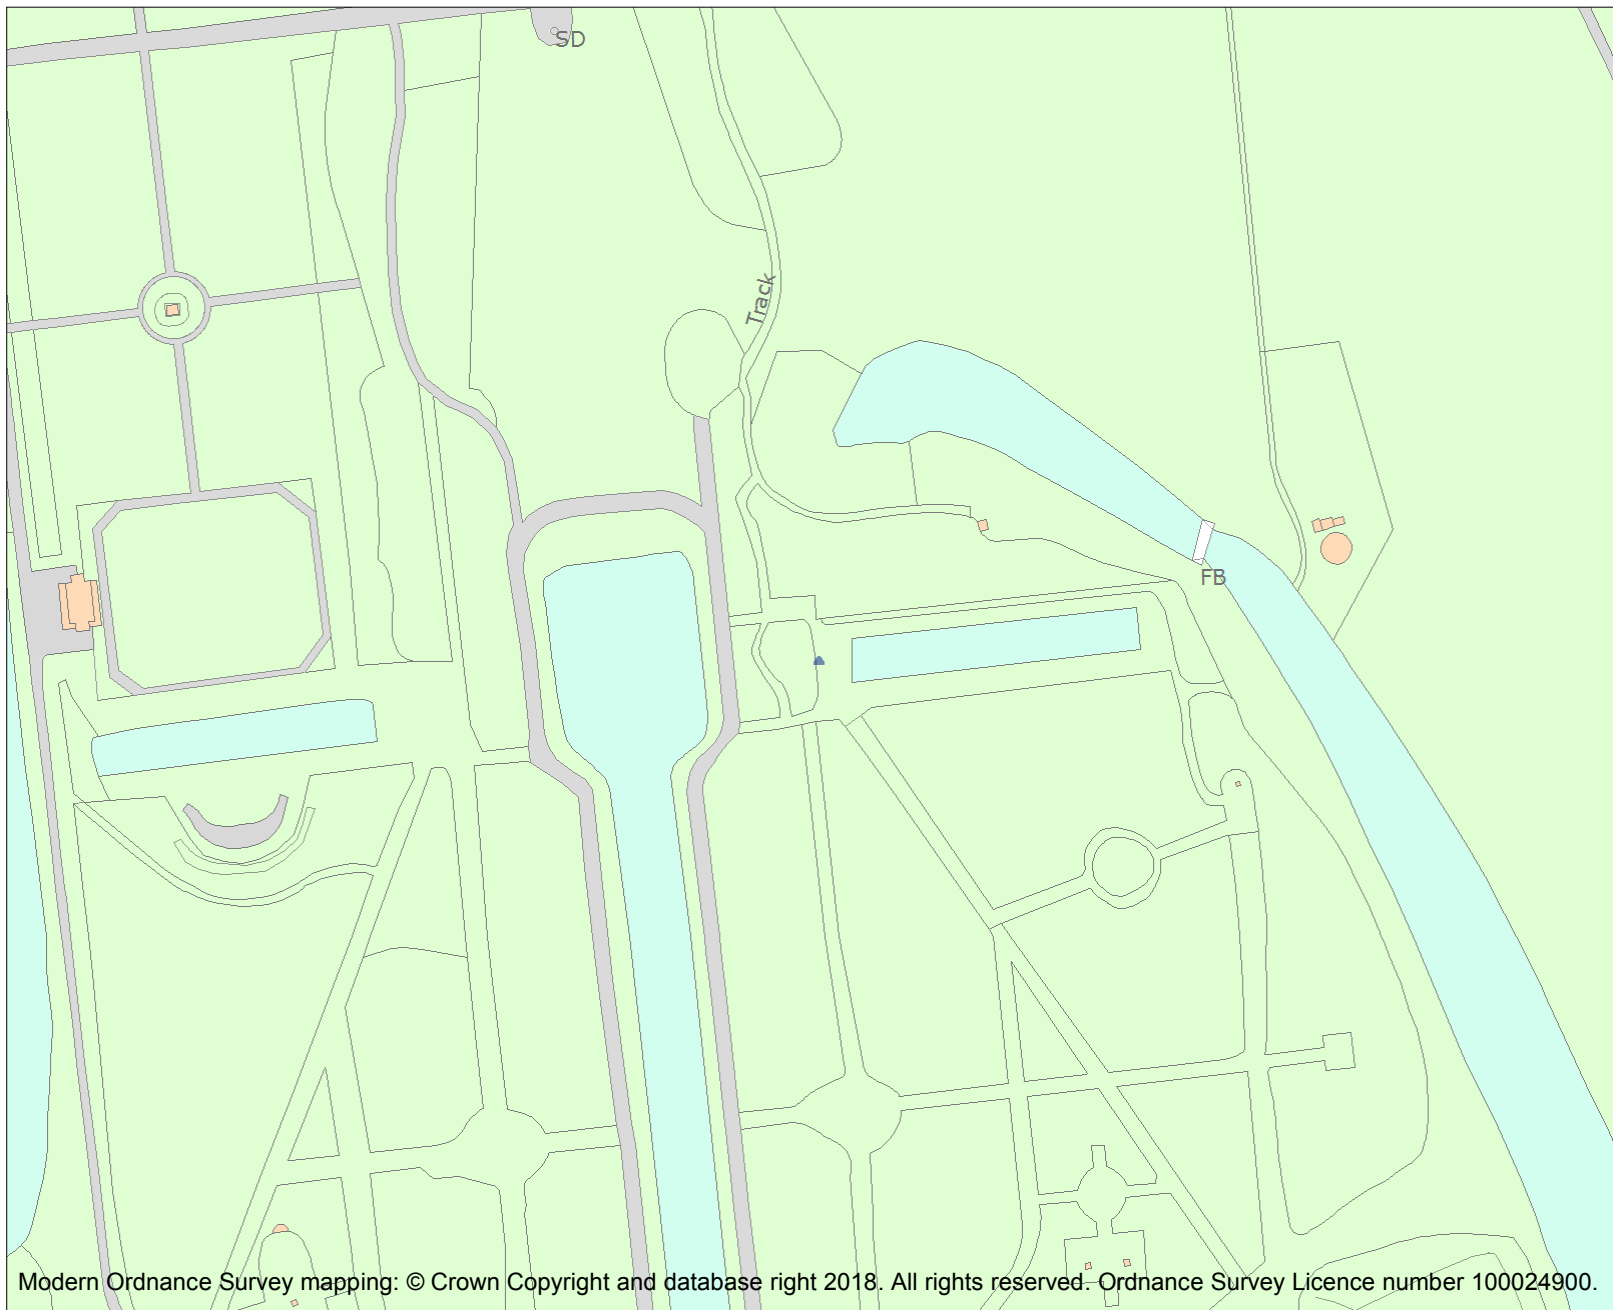 SD
Track
FB
Modern Ordnance Survey mapping: © Crown Copyright and database right 2018. All rights reserved. Ordnance Survey Licence number 100024900.